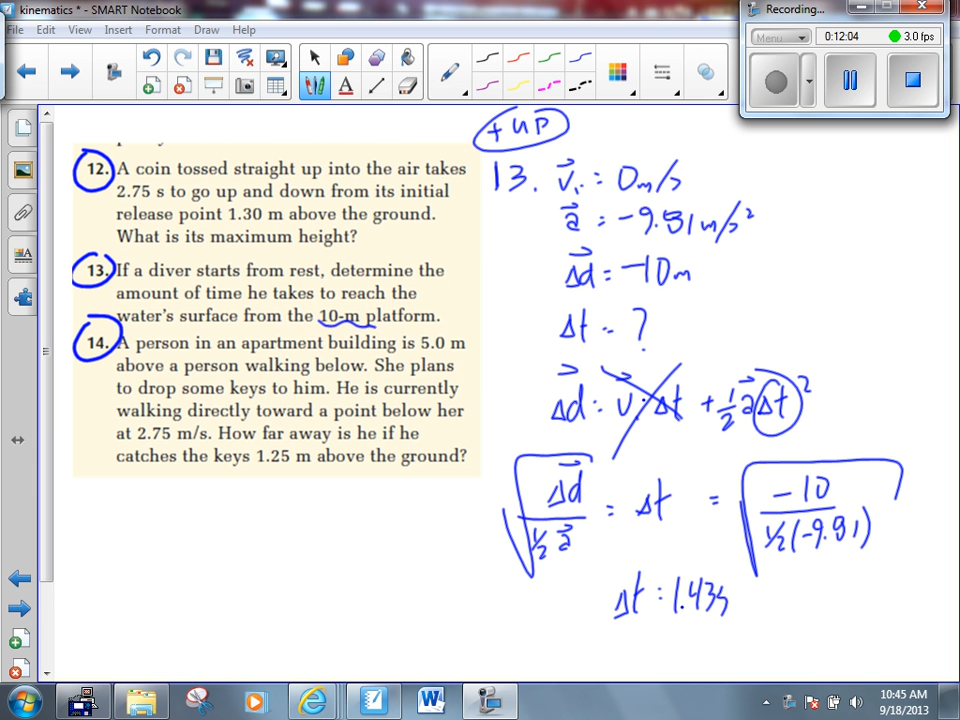 kinematics * - SMART Notebook
Recording...
File Edit View Insert Format Draw Help
Menu
0:12:04
3.0 fps
12. A coin tossed straight up into the air takes
2.75 s to go up and down from its initial
release point 1.30 m above the ground.
What is its maximum height?
13. If a diver starts from rest, determine the
amount of time he takes to reach the
water's surface from the 10-m platform.
14. A person in an apartment building is 5.0 m
above a person walking below. She plans
to drop some keys to him. He is currently
walking directly toward a point below her
at 2.75 m/s. How far away is he if he
catches the keys 1.25 m above the ground?
+ up
13. v⃗₁ = 0m/s
a⃗ = -9.81m/s²
Δd⃗ = -10m
Δt = ?
Δd⃗ = v⃗₁Δt + ½a⃗Δt²
√(Δd⃗ / ½a⃗) = Δt = √(-10 / ½(-9.81))
Δt = 1.43s
10:45 AM
9/18/2013